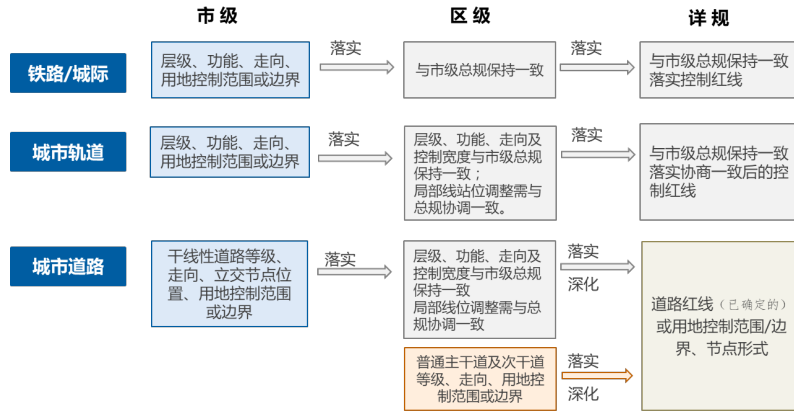 市级
区级
详规
铁路/城际
层级、功能、走向、
用地控制范围或边界
落实
与市级总规保持一致
落实
与市级总规保持一致
落实控制红线
城市轨道
层级、功能、走向、
用地控制范围或边界
落实
层级、功能、走向及
控制宽度与市级总规
保持一致；
局部线站位调整需与
总规协调一致。
落实
与市级总规保持一致
落实协商一致后的控
制红线
城市道路
干线性道路等级、
走向、立交节点位
置、用地控制范围
或边界
落实
层级、功能、走向及
控制宽度与市级总规
保持一致
局部线位调整需与总
规协调一致
落实
深化
道路红线（已确定的）
或用地控制范围/边
界、节点形式
普通主干道及次干道
等级、走向、用地控
制范围或边界
落实
深化